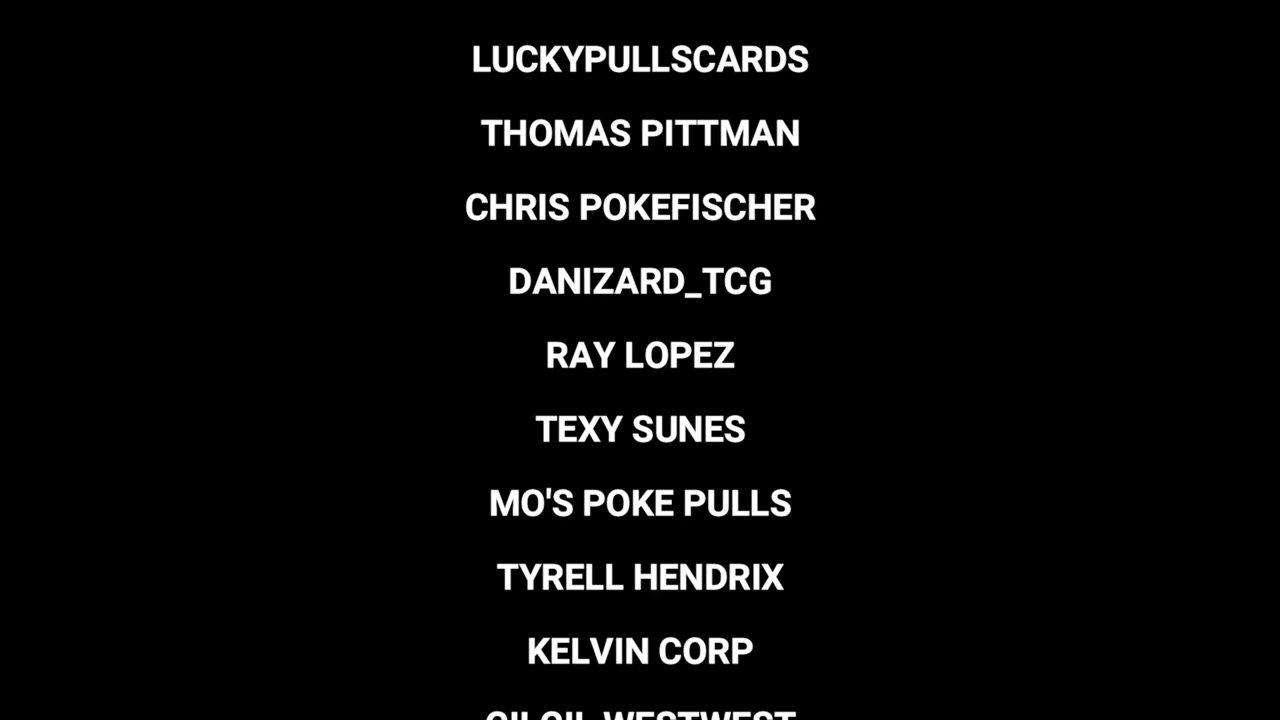 LUCKYPULLSCARDS
THOMAS PITTMAN
CHRIS POKEFISCHER
DANIZARD_TCG
RAY LOPEZ
TEXY SUNES
MO'S POKE PULLS
TYRELL HENDRIX
KELVIN CORP